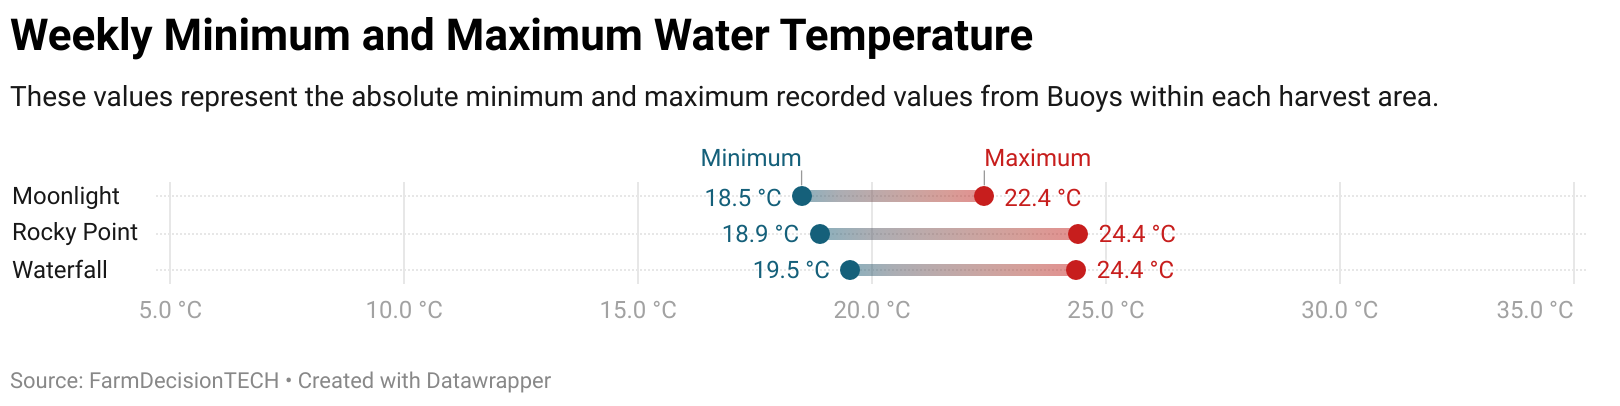 Weekly Minimum and Maximum Water Temperature
These values represent the absolute minimum and maximum recorded values from Buoys within each harvest area.
Minimum Maximum
Moonlight 18.5 °C 22.4 °C
Rocky Point 18.9 °C 24.4 °C
Waterfall 19.5 °C 24.4 °C
5.0 °C 10.0 °C 15.0 °C 20.0 °C 25.0 °C 30.0 °C 35.0 °C
Source: FarmDecisionTECH • Created with Datawrapper